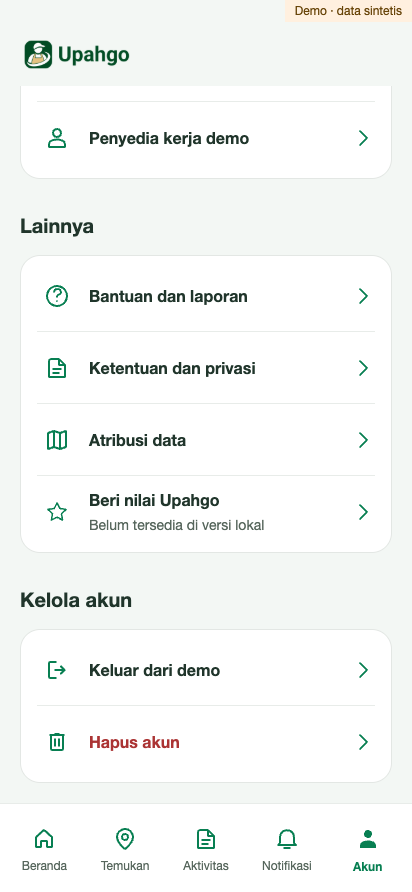 Demo · data sintetis
Upahgo
Penyedia kerja demo
Lainnya
Bantuan dan laporan
Ketentuan dan privasi
Atribusi data
Beri nilai Upahgo
Belum tersedia di versi lokal
Kelola akun
Keluar dari demo
Hapus akun
Beranda
Temukan
Aktivitas
Notifikasi
Akun